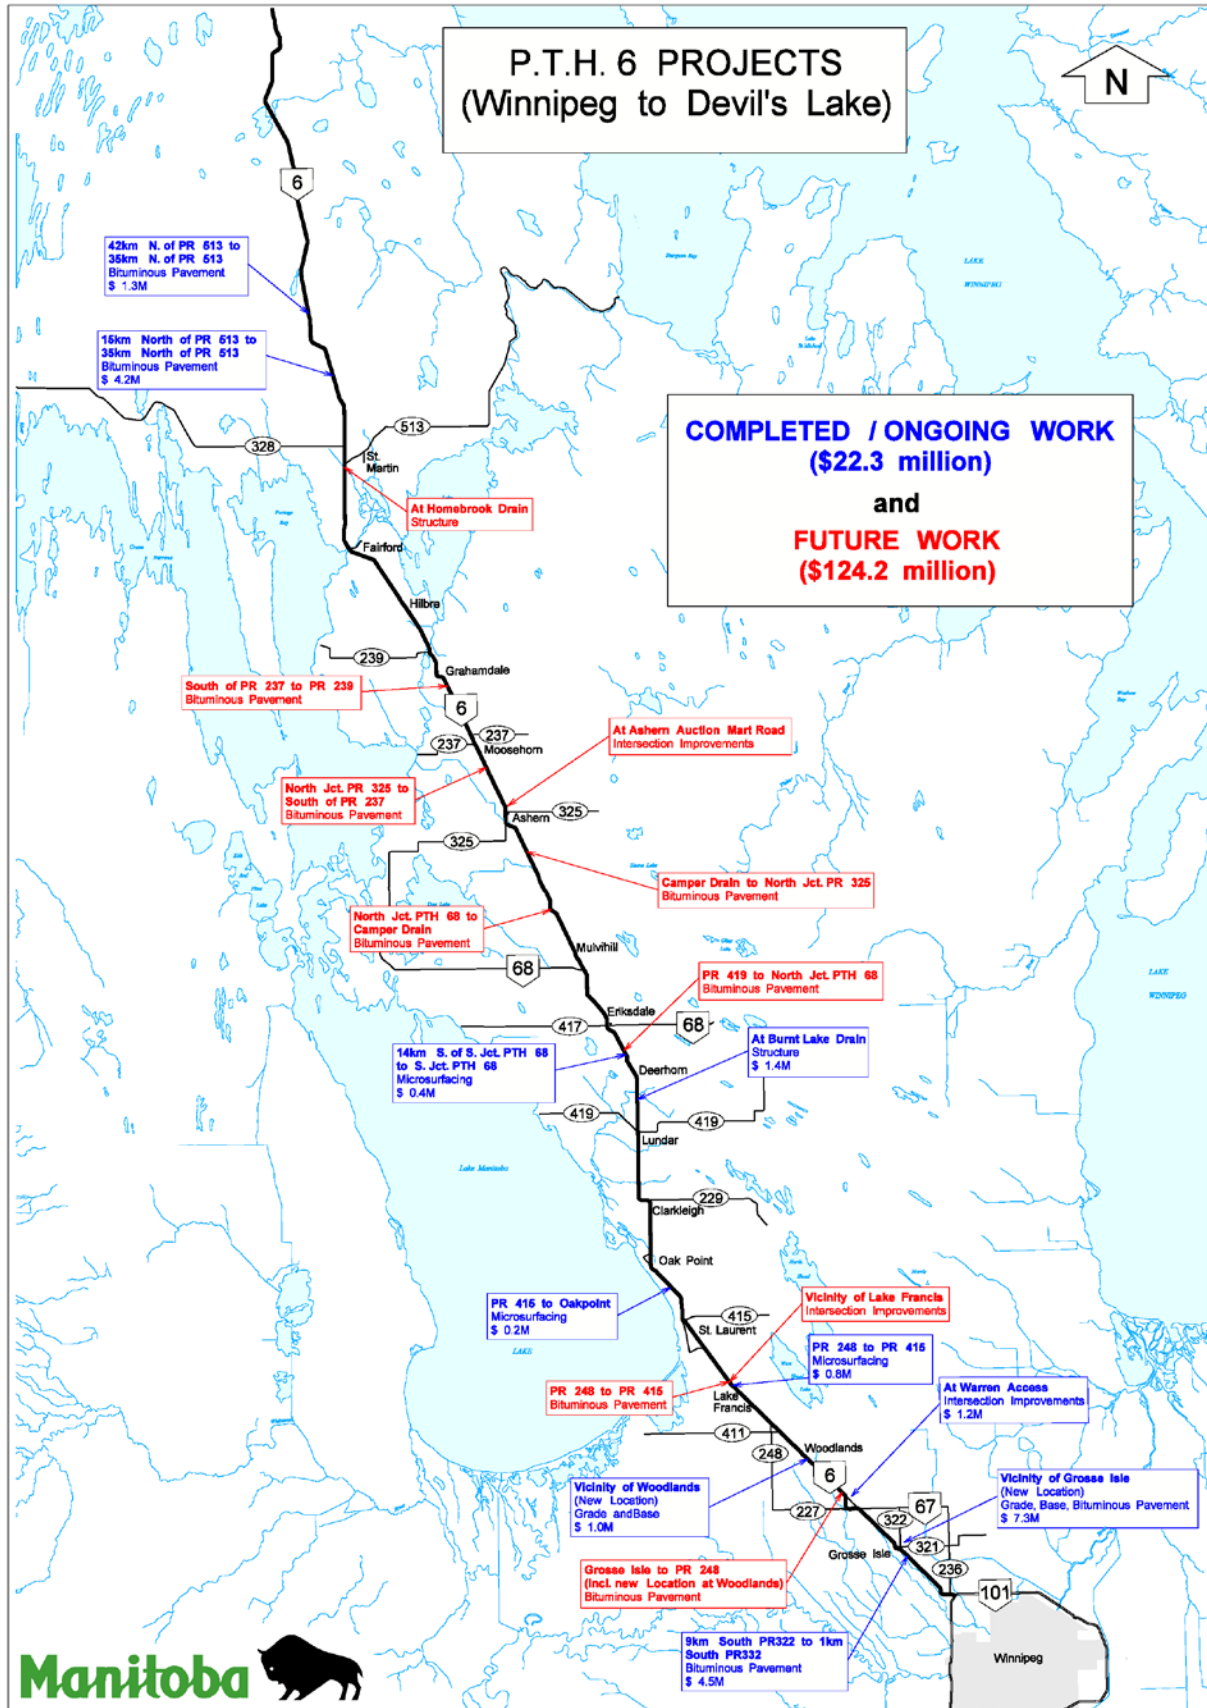 P.T.H. 6 PROJECTS
(Winnipeg to Devil's Lake)
N
6
42km N. of PR 513 to
35km N. of PR 513
Bituminous Pavement
$ 1.3M
Sturgeon Bay
LAKE
WINNIPEG
15km North of PR 513 to
35km North of PR 513
Bituminous Pavement
$ 4.2M
COMPLETED / ONGOING WORK
($22.3 million)
and
FUTURE WORK
($124.2 million)
513
328
St.
Martin
At Homebrook Drain
Structure
Portage
Bay
Fairford
Hilbre
239
Grahamdale
South of PR 237 to PR 239
Bituminous Pavement
6
237
237
Moosehorn
At Ashern Auction Mart Road
Intersection Improvements
North Jct. PR 325 to
South of PR 237
Bituminous Pavement
325
Ashern
325
Camper Drain to North Jct. PR 325
Bituminous Pavement
North Jct. PTH 68 to
Camper Drain
Bituminous Pavement
Mulvihill
68
PR 419 to North Jct. PTH 68
Bituminous Pavement
LAKE
WINNIPEG
Eriksdale
417
68
14km S. of S. Jct. PTH 68
to S. Jct. PTH 68
Microsurfacing
$ 0.4M
At Burnt Lake Drain
Structure
$ 1.4M
Deerhorn
419
419
Lundar
Lake Manitoba
229
Clarkleigh
Oak Point
PR 415 to Oakpoint
Microsurfacing
$ 0.2M
Vicinity of Lake Francis
Intersection Improvements
415
St. Laurent
LAKE
PR 248 to PR 415
Microsurfacing
$ 0.8M
PR 248 to PR 415
Bituminous Pavement
Lake
Francis
At Warren Access
Intersection Improvements
$ 1.2M
411
248
Woodlands
6
Vicinity of Woodlands
(New Location)
Grade andBase
$ 1.0M
Vicinity of Grosse Isle
(New Location)
Grade, Base, Bituminous Pavement
$ 7.3M
227
322
67
321
Grosse Isle
236
Grosse Isle to PR 248
(Incl. new Location at Woodlands)
Bituminous Pavement
101
9km South PR322 to 1km
South PR332
Bituminous Pavement
$ 4.5M
Winnipeg
Manitoba